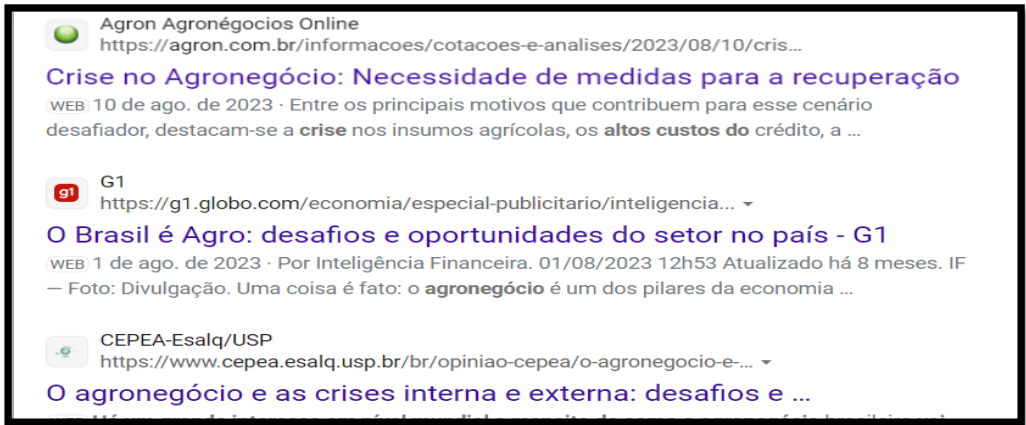 Agron Agronégocios Online
https://agron.com.br/informacoes/cotacoes-e-analises/2023/08/10/cris...
Crise no Agronegócio: Necessidade de medidas para a recuperação
WEB 10 de ago. de 2023 · Entre os principais motivos que contribuem para esse cenário
desafiador, destacam-se a crise nos insumos agrícolas, os altos custos do crédito, a ...
g1
G1
https://g1.globo.com/economia/especial-publicitario/inteligencia...
O Brasil é Agro: desafios e oportunidades do setor no país - G1
WEB 1 de ago. de 2023 · Por Inteligência Financeira. 01/08/2023 12h53 Atualizado há 8 meses. IF
— Foto: Divulgação. Uma coisa é fato: o agronegócio é um dos pilares da economia ...
CEPEA-Esalq/USP
https://www.cepea.esalq.usp.br/br/opiniao-cepea/o-agronegocio-e-...
O agronegócio e as crises interna e externa: desafios e ...